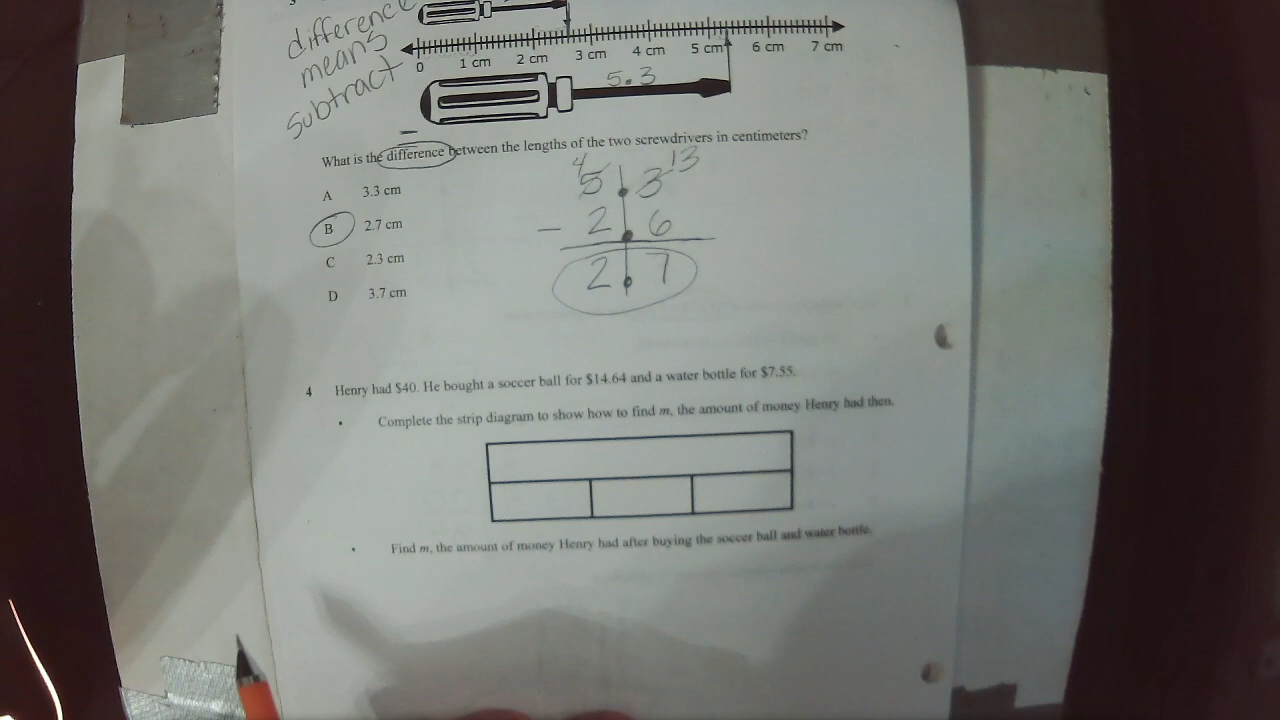 difference
means
subtract
0 1 cm 2 cm 3 cm 4 cm 5 cm 6 cm 7 cm
5.3
What is the difference between the lengths of the two screwdrivers in centimeters?
A 3.3 cm
B 2.7 cm
C 2.3 cm
D 3.7 cm
4 13
5.3
- 2.6
2.7
4 Henry had $40. He bought a soccer ball for $14.64 and a water bottle for $7.55.
• Complete the strip diagram to show how to find m, the amount of money Henry had then.
• Find m, the amount of money Henry had after buying the soccer ball and water bottle.